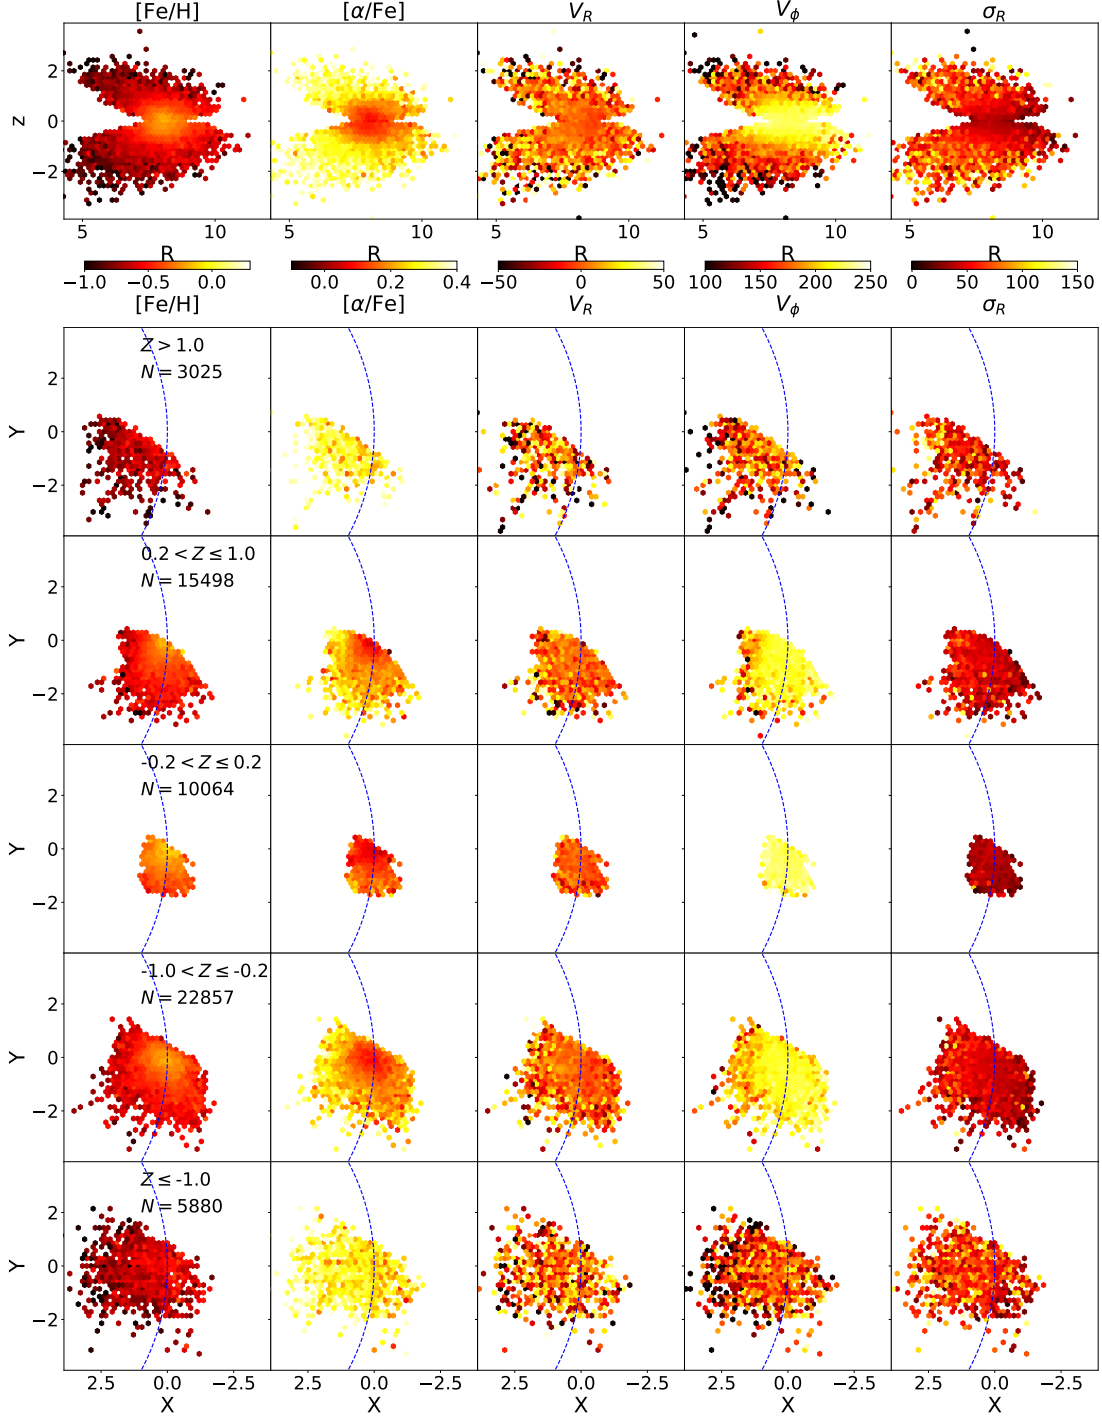 [Fe/H] [α/Fe] V_R V_ϕ σ_R
2
0
−2
z
5 10 5 10 5 10 5 10 5 10
R R R R R
−1.0 −0.5 0.0 0.0 0.2 0.4 −50 0 50 100 150 200 250 0 50 100 150
[Fe/H] [α/Fe] V_R V_ϕ σ_R
Z > 1.0
N = 3025
2
0
−2
Y
0.2 < Z ≤ 1.0
N = 15498
2
0
−2
Y
-0.2 < Z ≤ 0.2
N = 10064
2
0
−2
Y
-1.0 < Z ≤ -0.2
N = 22857
2
0
−2
Y
Z ≤ -1.0
N = 5880
2
0
−2
Y
2.5 0.0 −2.5 2.5 0.0 −2.5 2.5 0.0 −2.5 2.5 0.0 −2.5 2.5 0.0 −2.5
X X X X X